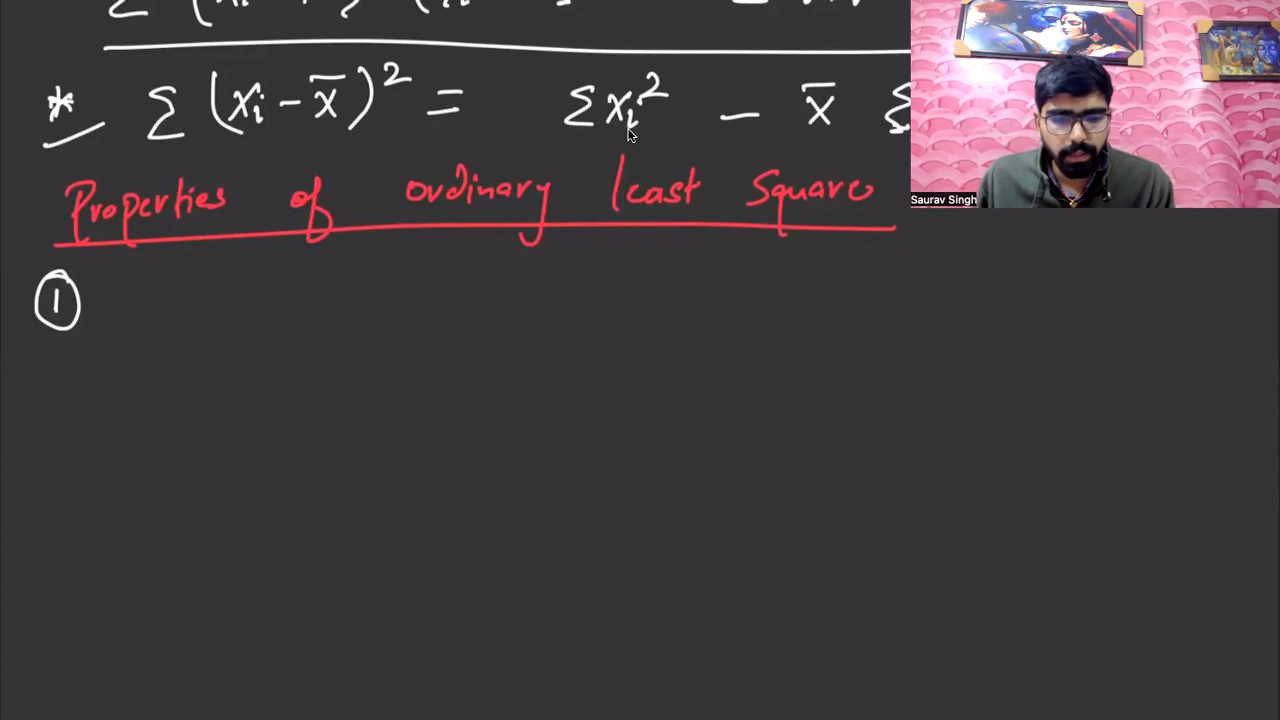 * Σ (xi - x̄)² = Σxi² - x̄ Σ
Properties of ordinary least Square
Saurav Singh
①